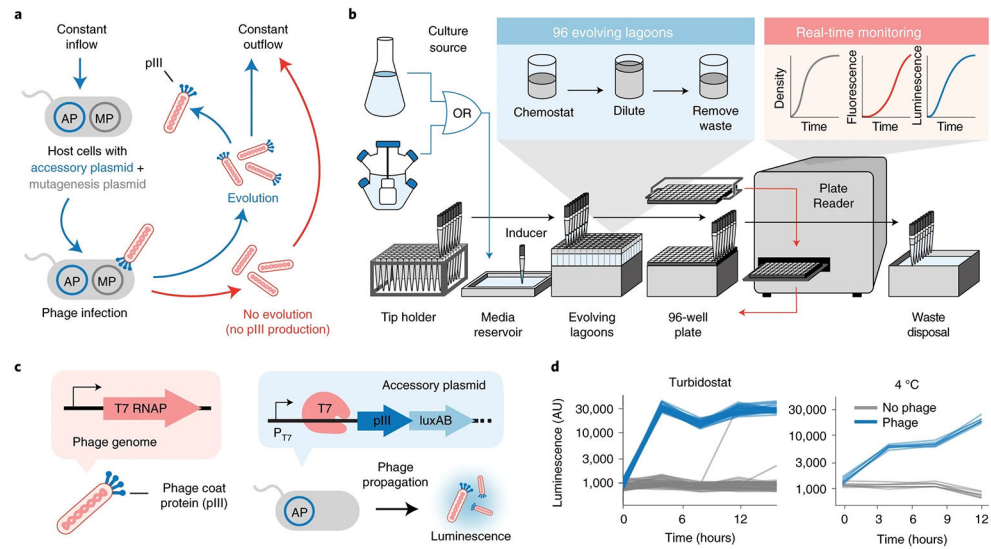 a
Constant
inflow
Constant
outflow
pIII
AP
MP
Host cells with
accessory plasmid +
mutagenesis plasmid
Evolution
AP
MP
Phage infection
No evolution
(no pIII production)
b
Culture
source
OR
96 evolving lagoons
Chemostat
Dilute
Remove
waste
Real-time monitoring
Density
Time
Fluorescence
Time
Luminescence
Time
Plate
Reader
Inducer
Tip holder
Media
reservoir
Evolving
lagoons
96-well
plate
Waste
disposal
c
T7 RNAP
Phage genome
Phage coat
protein (pIII)
Accessory plasmid
PT7
T7
pIII
luxAB
AP
Phage
propagation
Luminescence
d
Turbidostat
Luminescence (AU)
30,000
10,000
3,000
1,000
0
6
12
Time (hours)
4 °C
No phage
Phage
30,000
10,000
3,000
1,000
0
3
6
9
12
Time (hours)